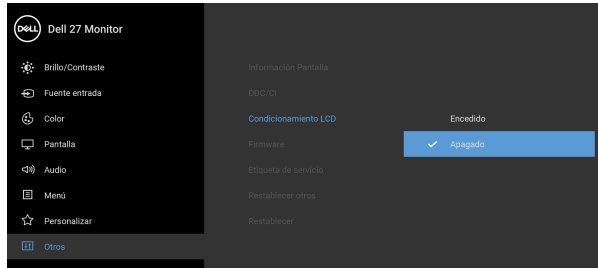 DELL Dell 27 Monitor
Brillo/Contraste
Fuente entrada
Color
Pantalla
Audio
Menú
Personalizar
Otros
Información Pantalla
DDC/CI
Condicionamiento LCD
Firmware
Etiqueta de servicio
Restablecer otros
Restablecer
Encedido
Apagado